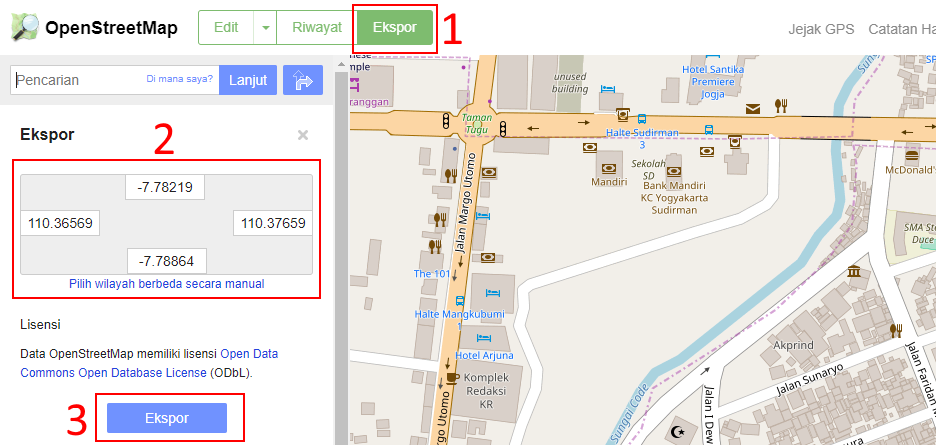 OpenStreetMap
Edit
Riwayat
Ekspor
1
Jejak GPS
Catatan Ha
Pencarian
Di mana saya?
Lanjut
Ekspor
×
2
-7.78219
110.36569
110.37659
-7.78864
Pilih wilayah berbeda secara manual
Lisensi
Data OpenStreetMap memiliki lisensi Open Data
Commons Open Database License (ODbL).
3
Ekspor
nese
mple
aranggan
unused
building
Hotel Santika
Premiere
Jogja
Sung
SF
Taman
Tugu
Halte Sudirman
3
Jalan Margo Utomo
Mandiri
Sekolah
SD
Bank Mandiri
KC Yogyakarta
Sudirman
McDonald's
SMA Ste
Duce
The 101
Halte Mangkubumi
1
Hotel Arjuna
Komplek
Redaksi
KR
Utomo
Sungai Code
Akprind
Jalan Sunaryo
Jalan Faridan M
Jalan I Dew